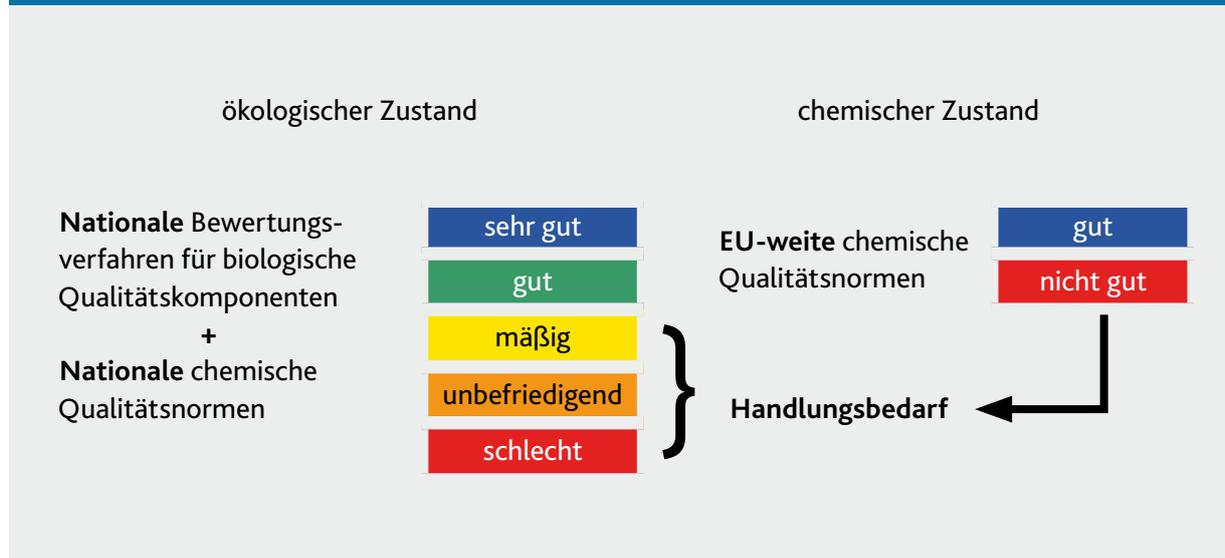 ökologischer Zustand
chemischer Zustand
Nationale Bewertungs-
verfahren für biologische
Qualitätskomponenten
+
Nationale chemische
Qualitätsnormen
sehr gut
gut
mäßig
unbefriedigend
schlecht
EU-weite chemische
Qualitätsnormen
gut
nicht gut
Handlungsbedarf